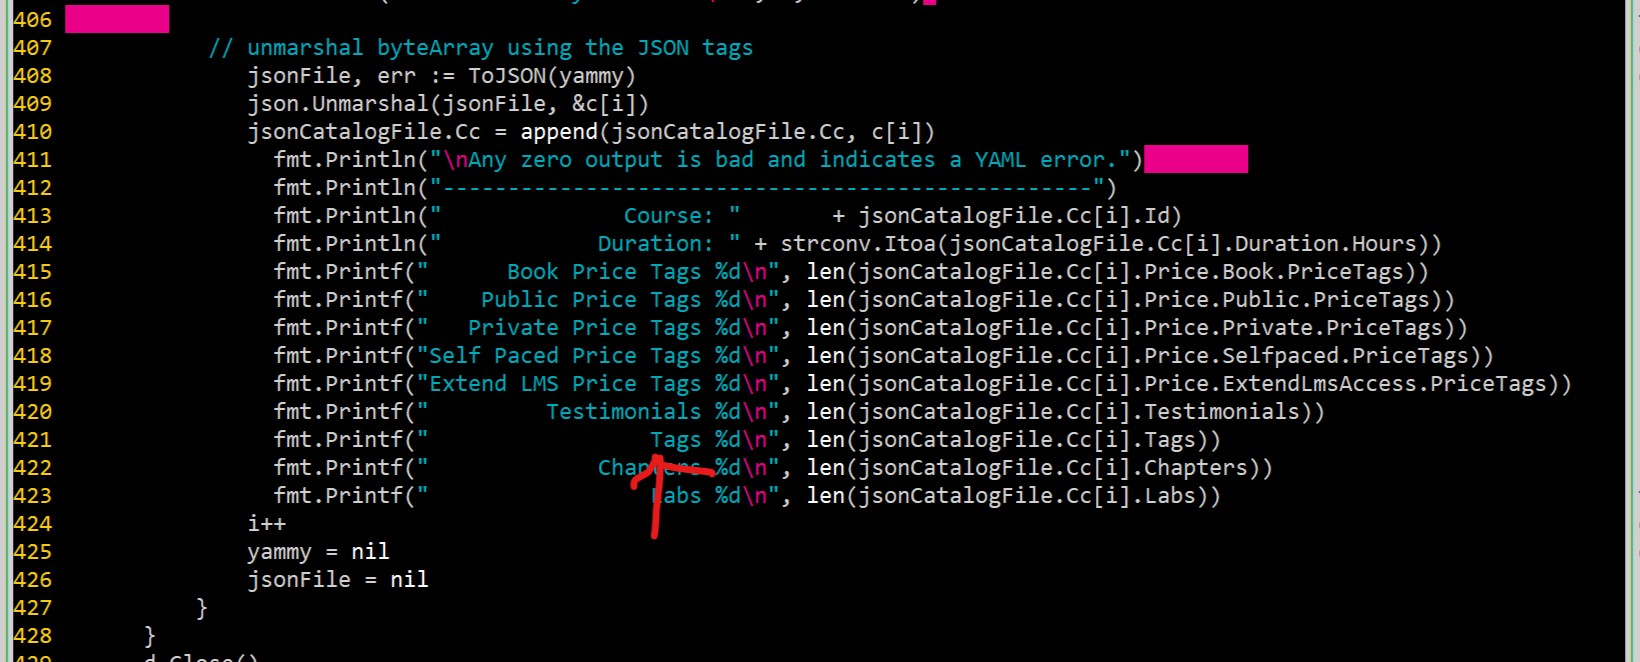 406
407 // unmarshal byteArray using the JSON tags
408 jsonFile, err := ToJSON(yammy)
409 json.Unmarshal(jsonFile, &c[i])
410 jsonCatalogFile.Cc = append(jsonCatalogFile.Cc, c[i])
411 fmt.Println("\nAny zero output is bad and indicates a YAML error.")
412 fmt.Println("--------------------------------------------------")
413 fmt.Println("              Course: "       + jsonCatalogFile.Cc[i].Id)
414 fmt.Println("            Duration: " + strconv.Itoa(jsonCatalogFile.Cc[i].Duration.Hours))
415 fmt.Printf("      Book Price Tags %d\n", len(jsonCatalogFile.Cc[i].Price.Book.PriceTags))
416 fmt.Printf("    Public Price Tags %d\n", len(jsonCatalogFile.Cc[i].Price.Public.PriceTags))
417 fmt.Printf("   Private Price Tags %d\n", len(jsonCatalogFile.Cc[i].Price.Private.PriceTags))
418 fmt.Printf("Self Paced Price Tags %d\n", len(jsonCatalogFile.Cc[i].Price.Selfpaced.PriceTags))
419 fmt.Printf("Extend LMS Price Tags %d\n", len(jsonCatalogFile.Cc[i].Price.ExtendLmsAccess.PriceTags))
420 fmt.Printf("         Testimonials %d\n", len(jsonCatalogFile.Cc[i].Testimonials))
421 fmt.Printf("                 Tags %d\n", len(jsonCatalogFile.Cc[i].Tags))
422 fmt.Printf("             Chapters %d\n", len(jsonCatalogFile.Cc[i].Chapters))
423 fmt.Printf("                 Labs %d\n", len(jsonCatalogFile.Cc[i].Labs))
424 i++
425 yammy = nil
426 jsonFile = nil
427 }
428 }
429 d.Close()